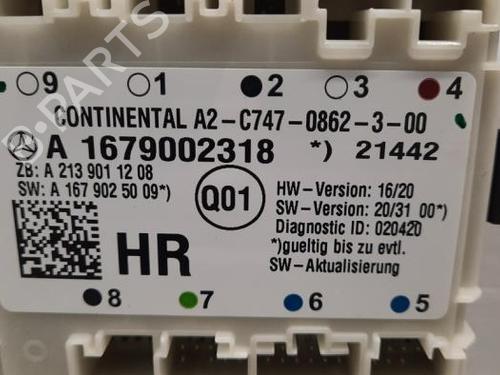 9 1 2 3 4
CONTINENTAL A2-C747-0862-3-00
A 1679002318 *) 21442
ZB: A 213 901 12 08
SW: A 167 902 50 09*)
Q01
HW-Version: 16/20
SW-Version: 20/31 00*)
Diagnostic ID: 020420
*)gueltig bis zu evtl.
SW-Aktualisierung
HR
8 7 6 5
B-PARTS